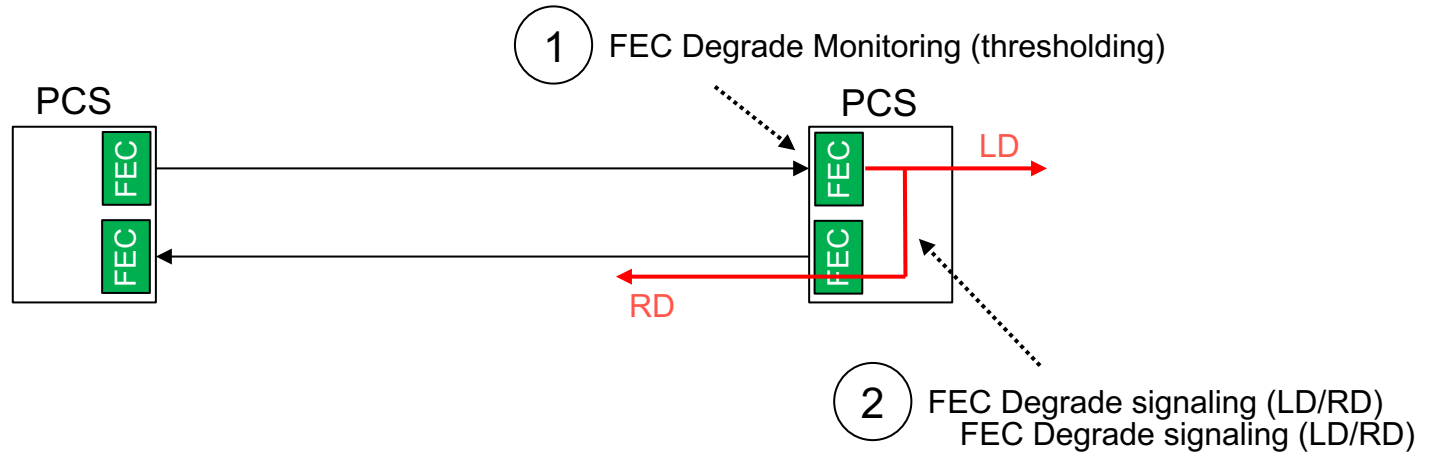 1
FEC Degrade Monitoring (thresholding)
PCS
PCS
FEC
FEC
LD
FEC
FEC
RD
2
FEC Degrade signaling (LD/RD)
FEC Degrade signaling (LD/RD)